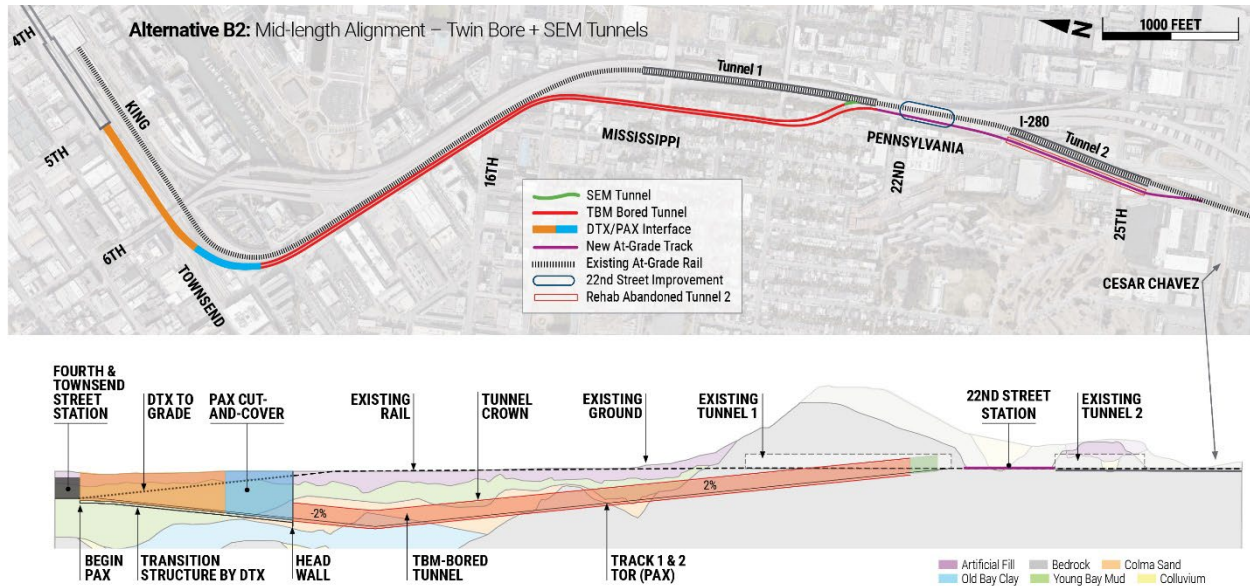 Alternative B2: Mid-length Alignment – Twin Bore + SEM Tunnels
N
1000 FEET
4TH
KING
5TH
6TH
TOWNSEND
16TH
Tunnel 1
MISSISSIPPI
PENNSYLVANIA
22ND
I-280
Tunnel 2
25TH
CESAR CHAVEZ
SEM Tunnel
TBM Bored Tunnel
DTX/PAX Interface
New At-Grade Track
Existing At-Grade Rail
22nd Street Improvement
Rehab Abandoned Tunnel 2
FOURTH &
TOWNSEND
STREET
STATION
DTX TO
GRADE
PAX CUT-
AND-COVER
EXISTING
RAIL
TUNNEL
CROWN
EXISTING
GROUND
EXISTING
TUNNEL 1
22ND STREET
STATION
EXISTING
TUNNEL 2
-2%
2%
BEGIN
PAX
TRANSITION
STRUCTURE BY DTX
HEAD
WALL
TBM-BORED
TUNNEL
TRACK 1 & 2
TOR (PAX)
Artificial Fill
Bedrock
Colma Sand
Old Bay Clay
Young Bay Mud
Colluvium